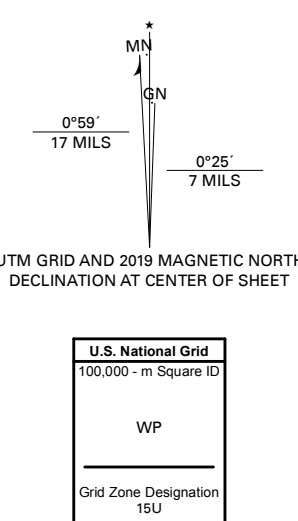 ★
MN
GN
0°59´
17 MILS
0°25´
7 MILS
UTM GRID AND 2019 MAGNETIC NORTH
DECLINATION AT CENTER OF SHEET
U.S. National Grid
100,000 - m Square ID
WP
Grid Zone Designation
15U